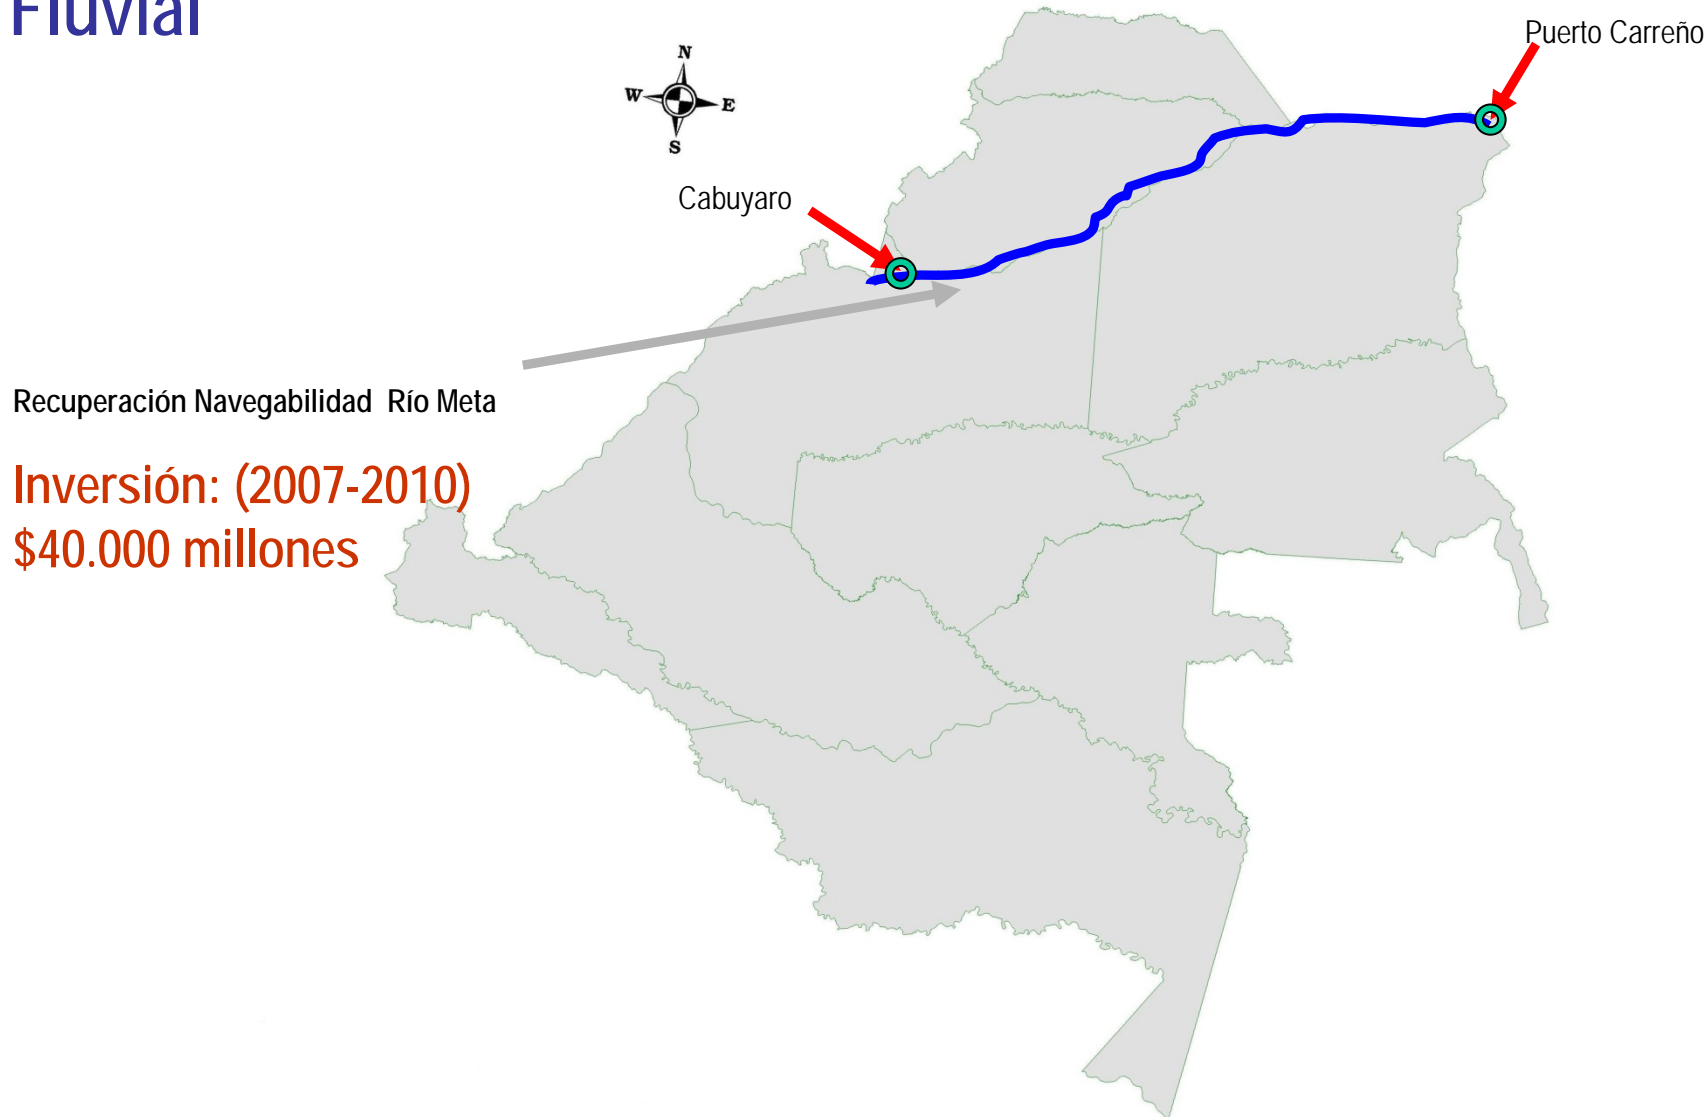 Fluvial
Puerto Carreño
N
W E
S
Cabuyaro
Recuperación Navegabilidad Río Meta
Inversión: (2007-2010)
$40.000 millones